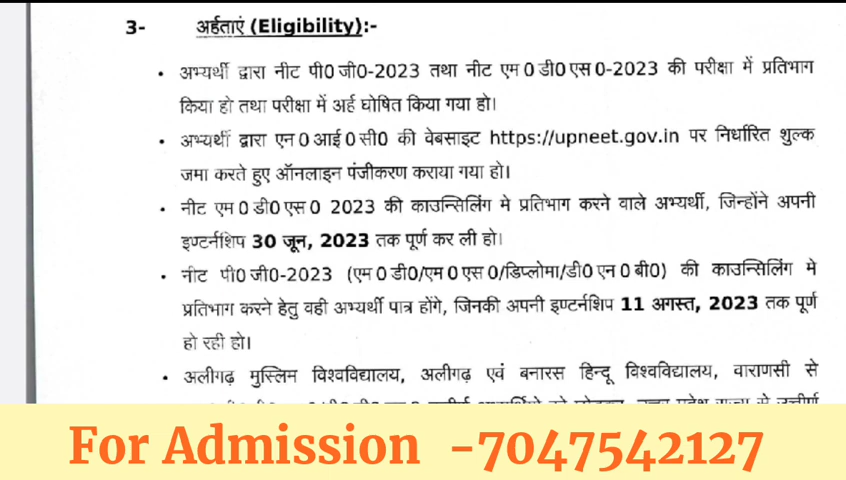 3- अर्हताएं (Eligibility):-
• अभ्यर्थी द्वारा नीट पी0जी0-2023 तथा नीट एम0डी0एस0-2023 की परीक्षा में प्रतिभाग
किया हो तथा परीक्षा में अर्ह घोषित किया गया हो।
• अभ्यर्थी द्वारा एन0आई0सी0 की वेबसाइट https://upneet.gov.in पर निर्धारित शुल्क
जमा करते हुए ऑनलाइन पंजीकरण कराया गया हो।
• नीट एम0डी0एस0 2023 की काउन्सिलिंग मे प्रतिभाग करने वाले अभ्यर्थी, जिन्होंने अपनी
इण्टर्नशिप 30 जून, 2023 तक पूर्ण कर ली हो।
• नीट पी0जी0-2023 (एम0डी0/एम0एस0/डिप्लोमा/डी0एन0बी0) की काउन्सिलिंग मे
प्रतिभाग करने हेतु वही अभ्यर्थी पात्र होंगे, जिनकी अपनी इण्टर्नशिप 11 अगस्त, 2023 तक पूर्ण
हो रही हो।
• अलीगढ़ मुस्लिम विश्वविद्यालय, अलीगढ़ एवं बनारस हिन्दू विश्वविद्यालय, वाराणसी से
For Admission -7047542127